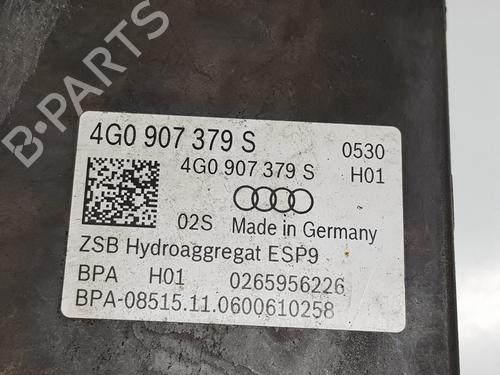 4G0 907 379 S 0530
4G0 907 379 S H01
02S Made in Germany
ZSB Hydroaggregat ESP9
BPA H01 0265956226
BPA-08515.11.0600610258